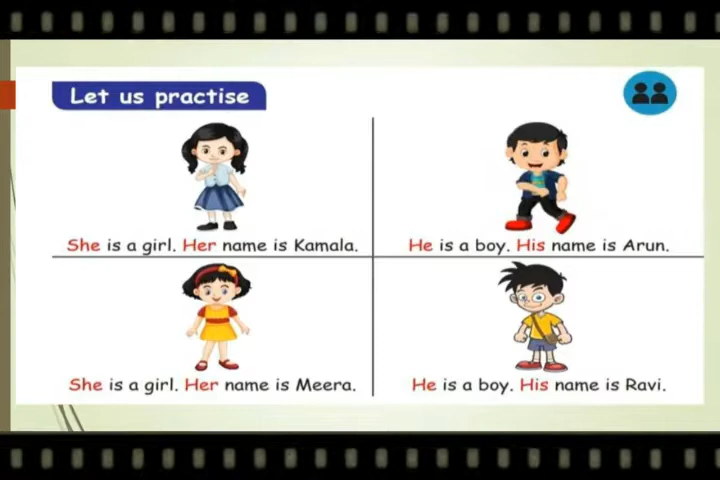 Let us practise
She is a girl. Her name is Kamala.
He is a boy. His name is Arun.
She is a girl. Her name is Meera.
He is a boy. His name is Ravi.